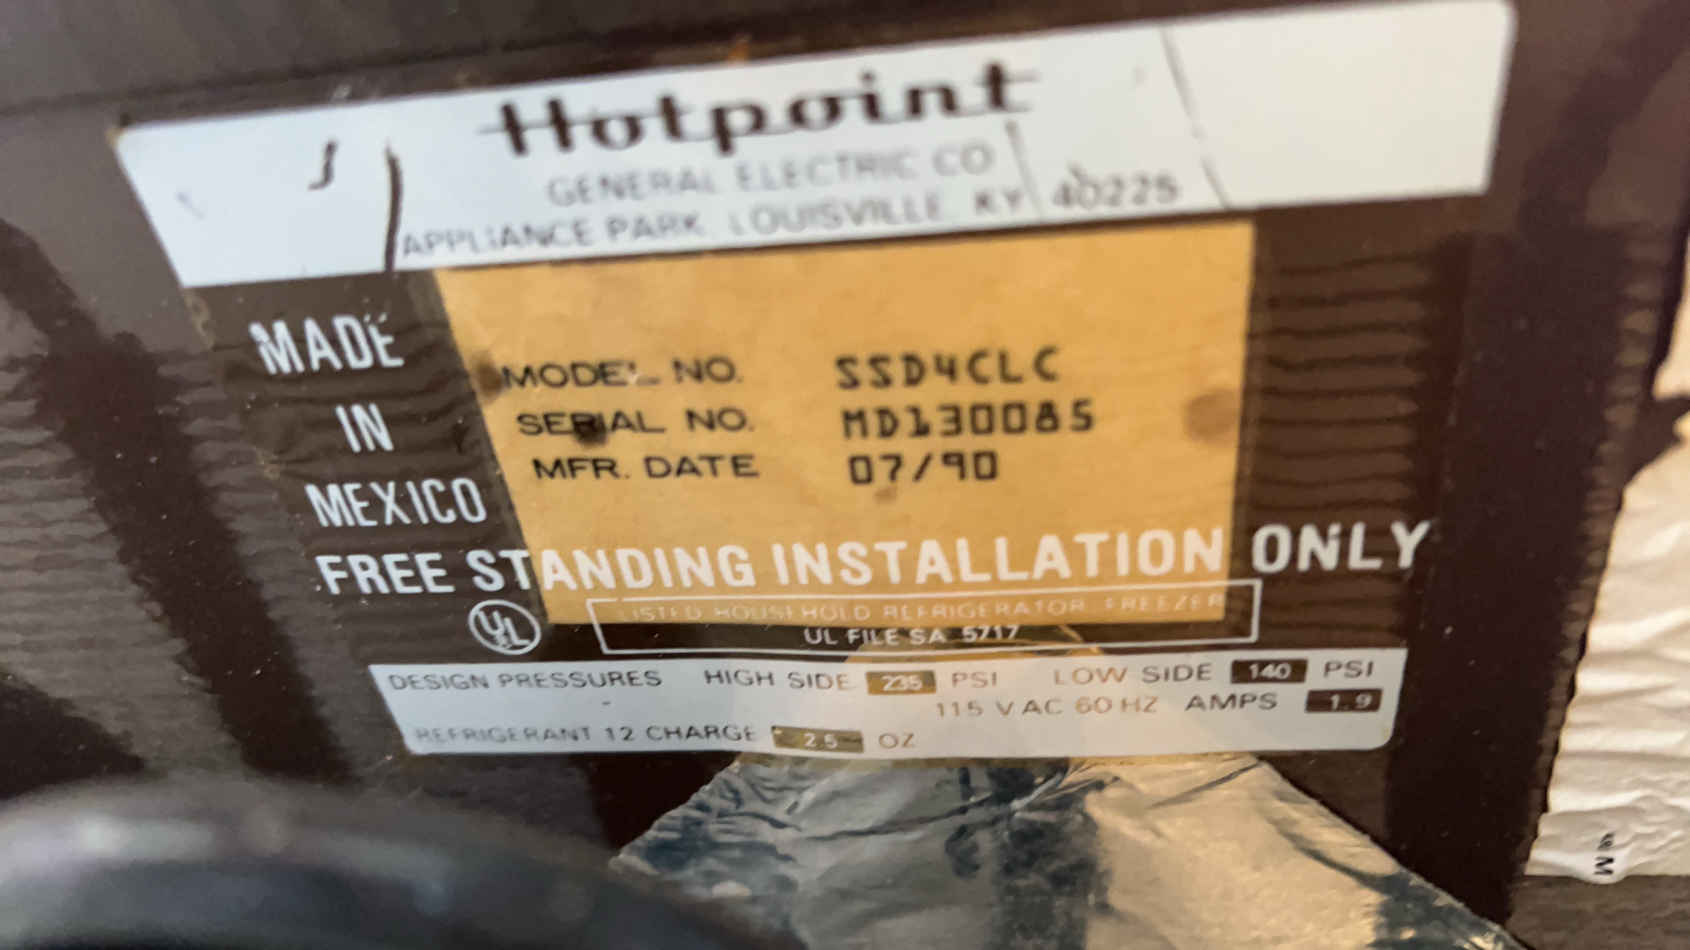 Hotpoint
GENERAL ELECTRIC CO
APPLIANCE PARK LOUISVILLE KY 40225
MADE
IN
MEXICO
MODEL NO. SSD4CLC
SERIAL NO. MD130085
MFR. DATE 07/90
FREE STANDING INSTALLATION ONLY
UL
LISTED HOUSEHOLD REFRIGERATOR FREEZER
UL FILE SA 5717
DESIGN PRESSURES HIGH SIDE 235 PSI LOW SIDE 140 PSI
115 V AC 60 HZ AMPS 1.9
REFRIGERANT 12 CHARGE 2.5 OZ